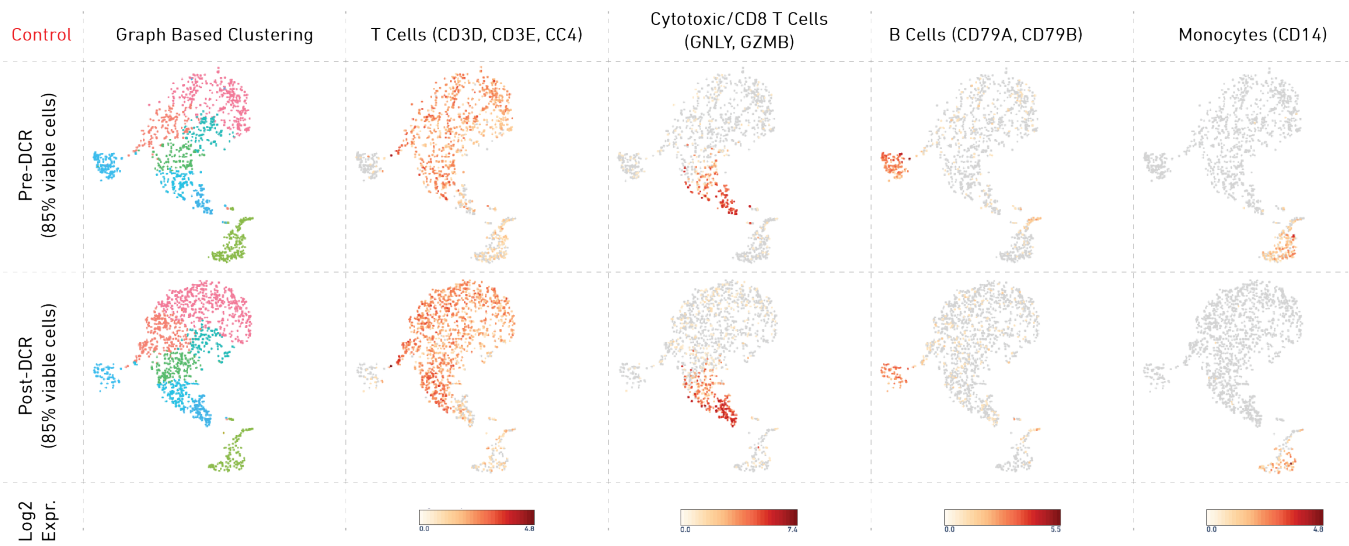 Control
Graph Based Clustering
T Cells (CD3D, CD3E, CC4)
Cytotoxic/CD8 T Cells
(GNLY, GZMB)
B Cells (CD79A, CD79B)
Monocytes (CD14)
Pre-DCR
(85% viable cells)
Post-DCR
(85% viable cells)
Log2
Expr.
0.0 4.8
0.0 7.4
0.0 5.5
0.0 4.8